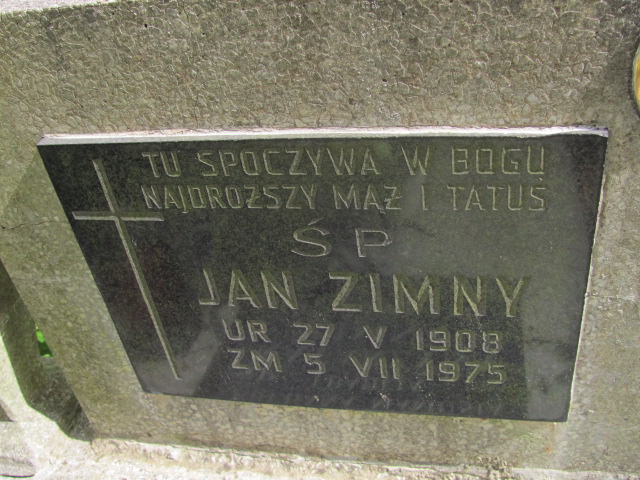 TU SPOCZYWA W BOGU
NAJDROŻSZY MĄŻ I TATUŚ
ŚP
JAN ZIMNY
UR 27 V 1908
ZM 5 VII 1975